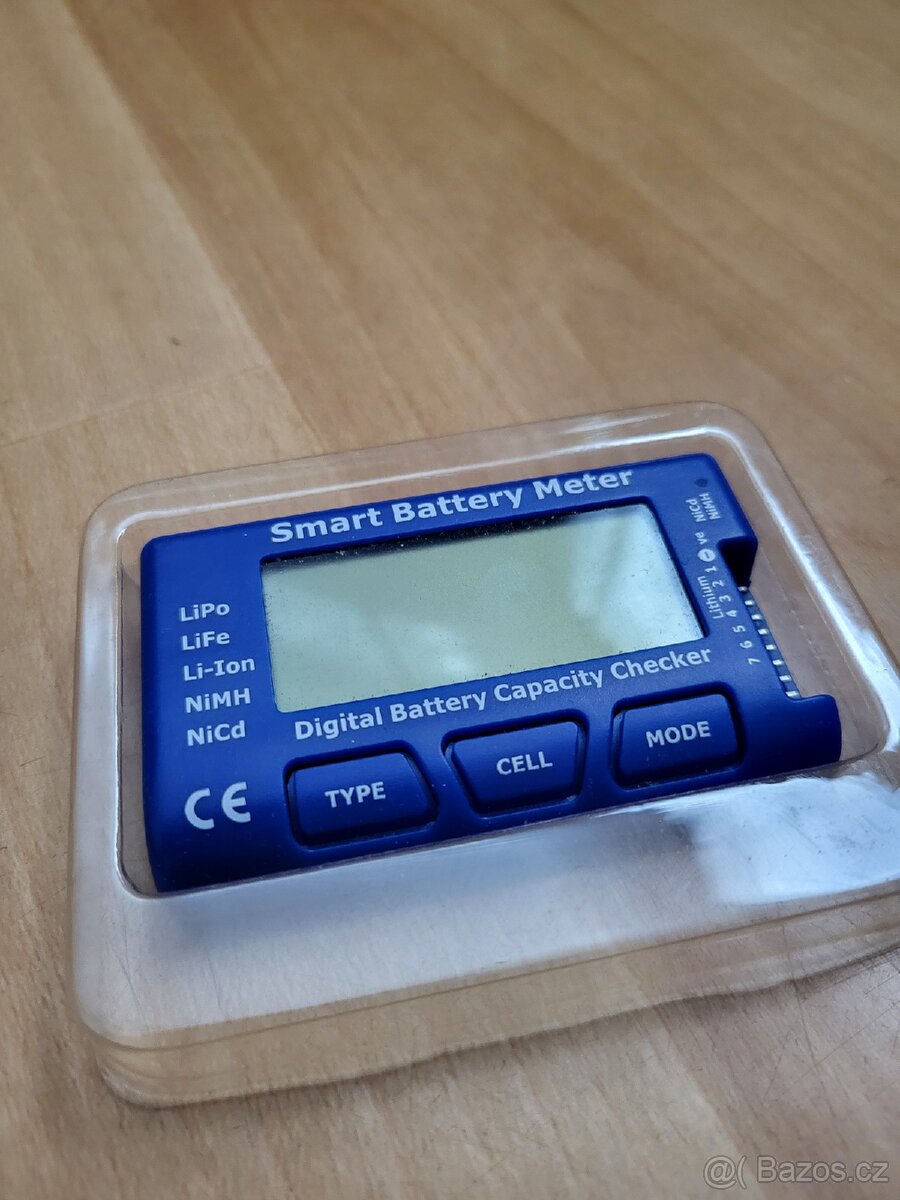 Smart Battery Meter
LiPo
LiFe
Li-Ion
NiMH
NiCd
NiCd
NiMH
Lithium
7 6 5 4 3 2 1 - ve
Digital Battery Capacity Checker
TYPE
CELL
MODE
CE
@( Bazos.cz